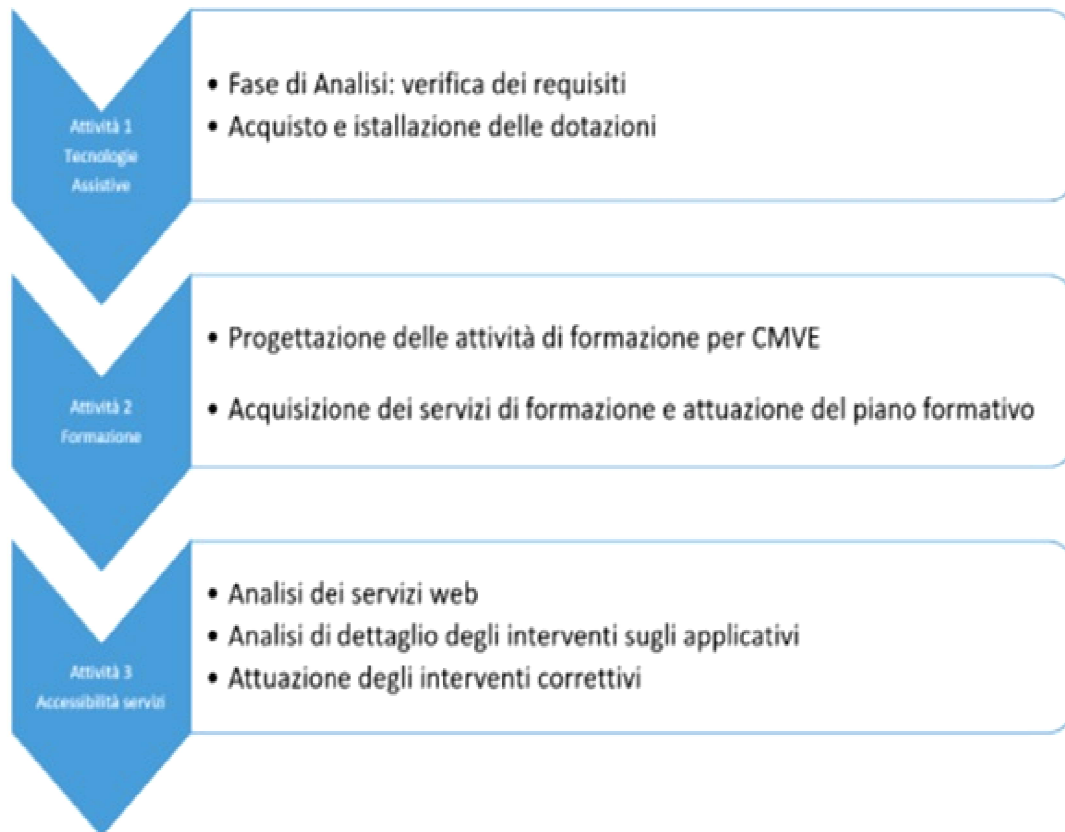 Attività 1
Tecnologie
Assistive
• Fase di Analisi: verifica dei requisiti
• Acquisto e istallazione delle dotazioni
Attività 2
Formazione
• Progettazione delle attività di formazione per CMVE
• Acquisizione dei servizi di formazione e attuazione del piano formativo
Attività 3
Accessibilità servizi
• Analisi dei servizi web
• Analisi di dettaglio degli interventi sugli applicativi
• Attuazione degli interventi correttivi